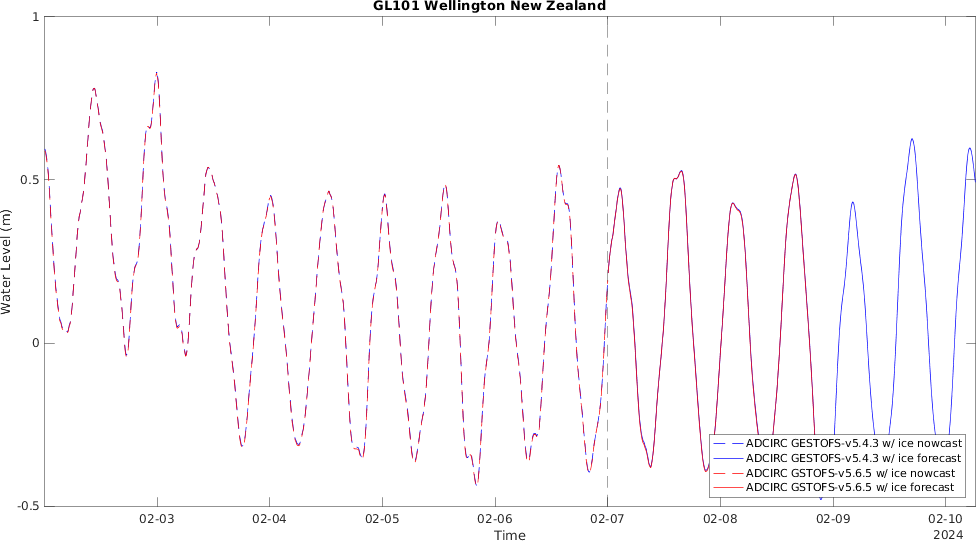 GL101 Wellington New Zealand
1
0.5
0
-0.5
Water Level (m)
02-03 02-04 02-05 02-06 02-07 02-08 02-09 02-10
Time
2024
ADCIRC GESTOFS-v5.4.3 w/ ice nowcast
ADCIRC GESTOFS-v5.4.3 w/ ice forecast
ADCIRC GSTOFS-v5.6.5 w/ ice nowcast
ADCIRC GSTOFS-v5.6.5 w/ ice forecast